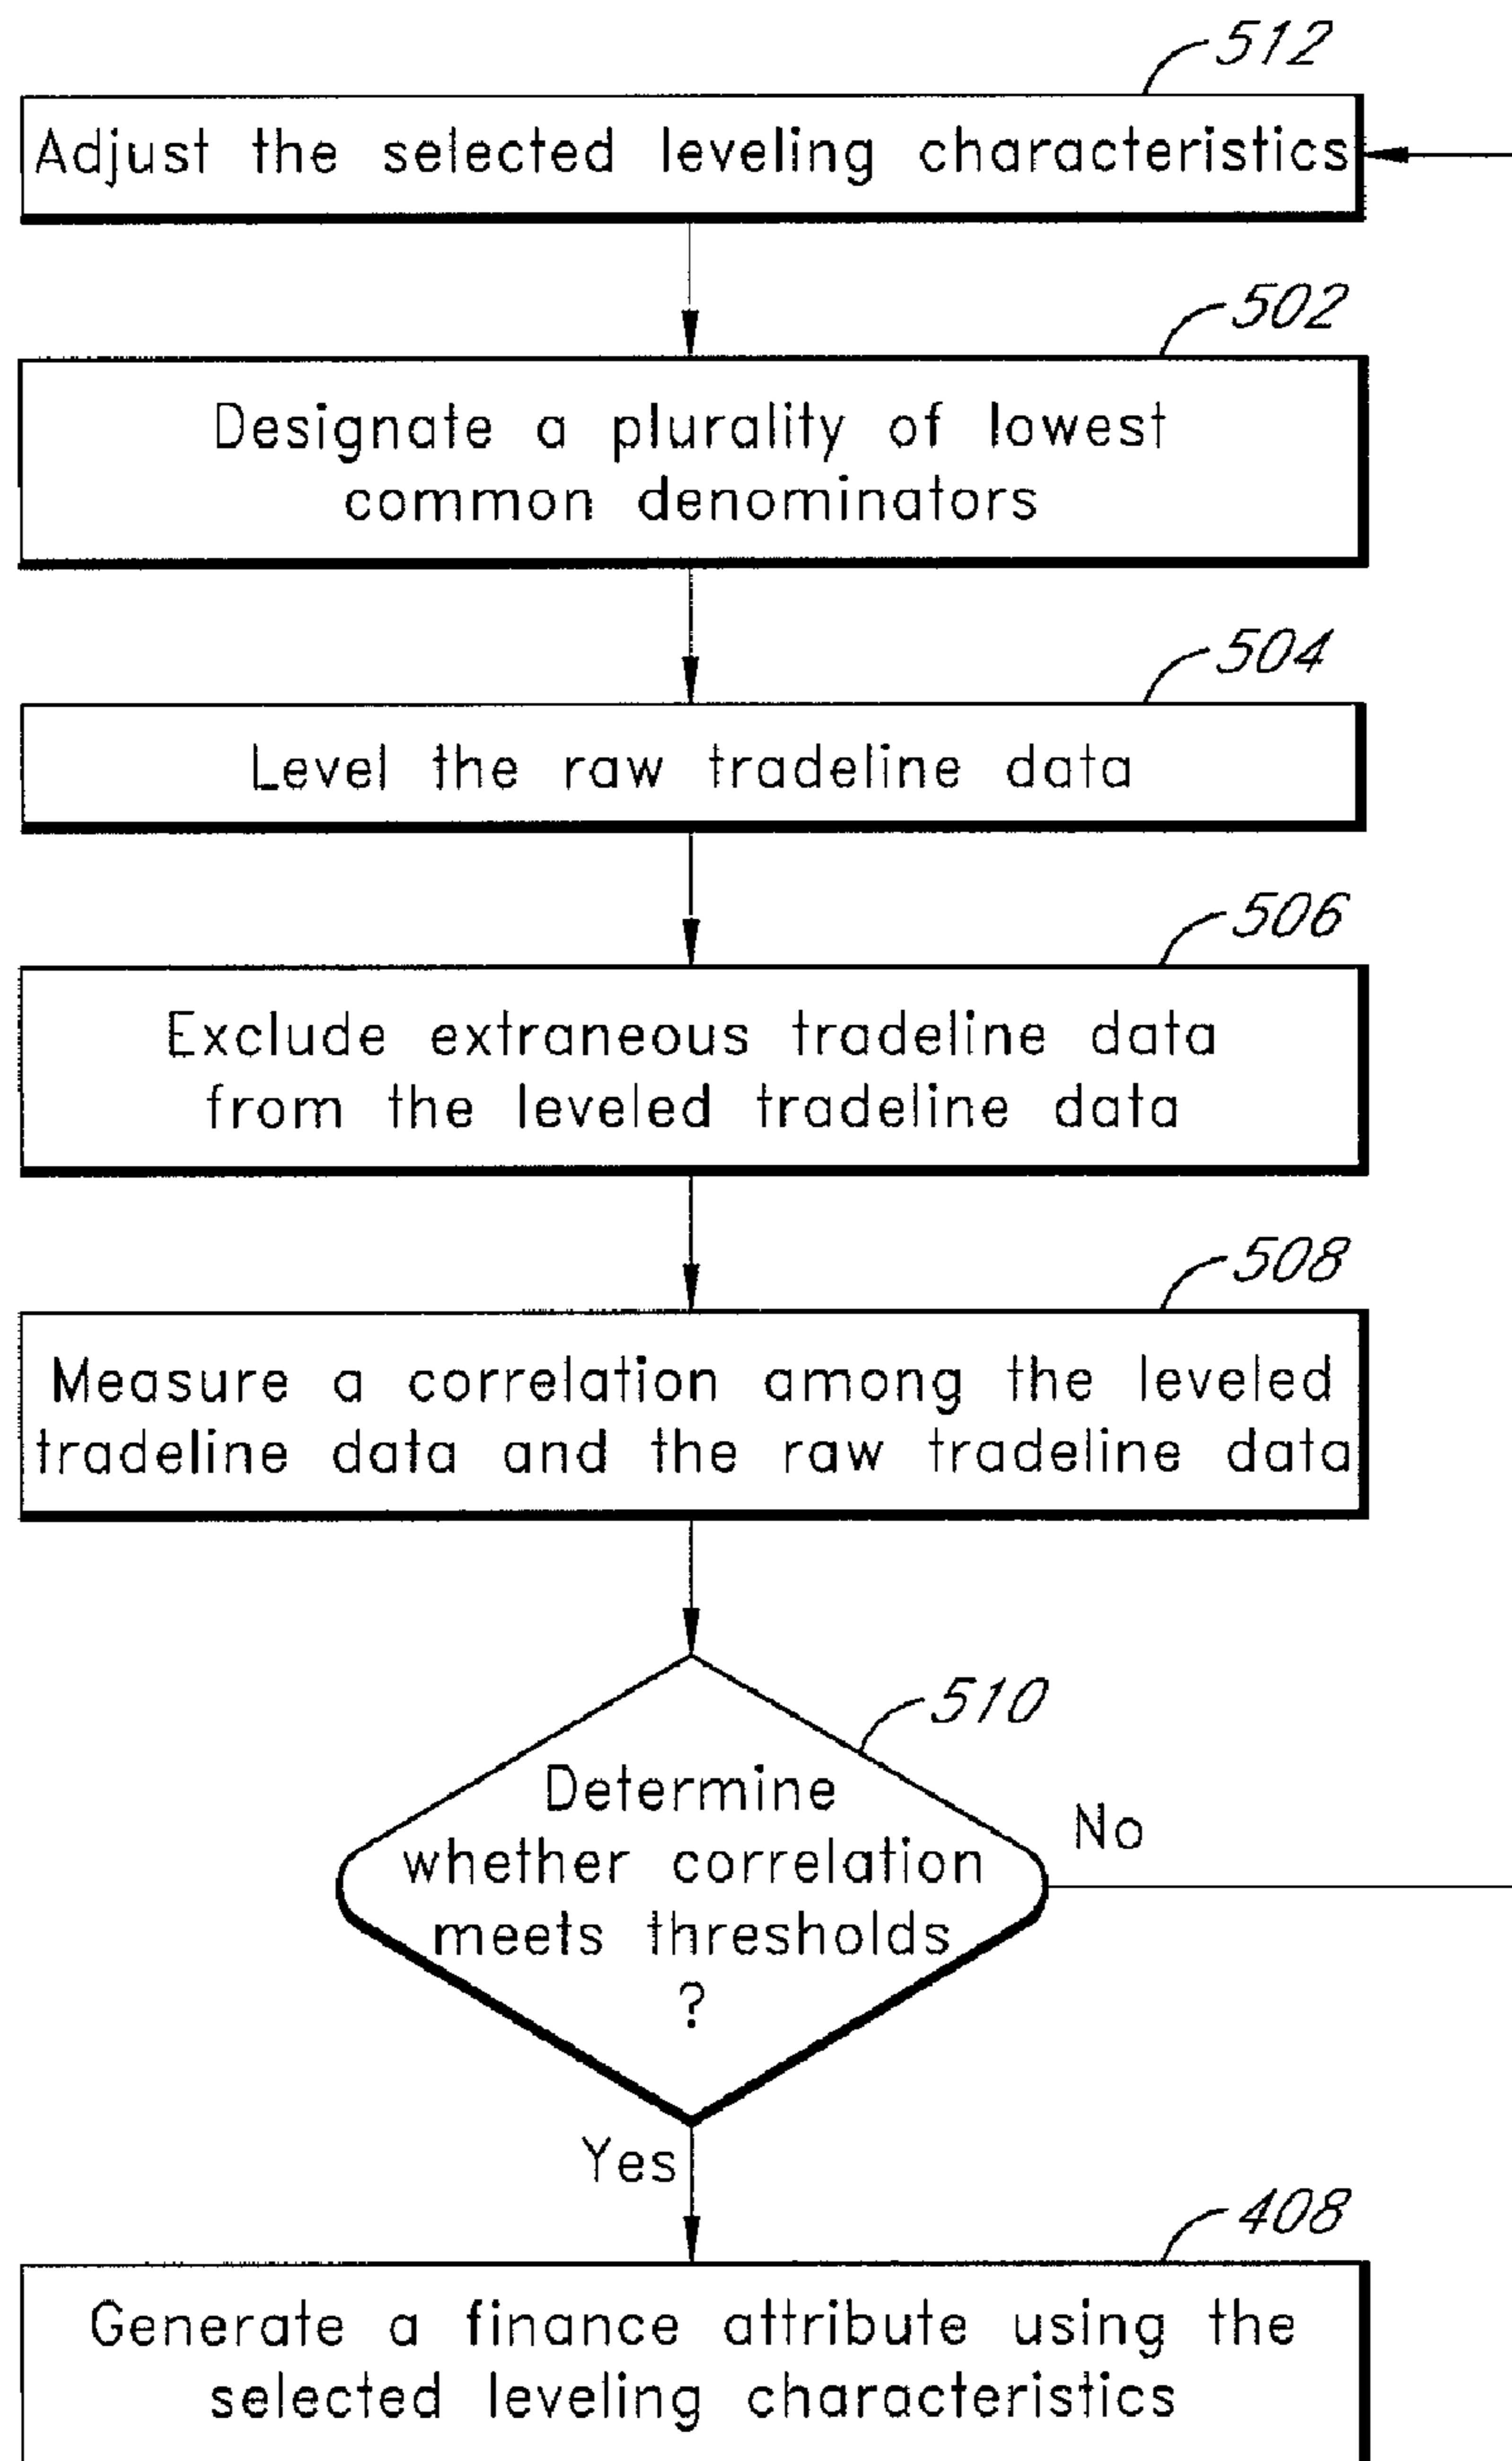 512
Adjust the selected leveling characteristics
502
Designate a plurality of lowest
common denominators
504
Level the raw tradeline data
506
Exclude extraneous tradeline data
from the leveled tradeline data
508
Measure a correlation among the leveled
tradeline data and the raw tradeline data
510
Determine
whether correlation
meets thresholds
?
No
Yes
408
Generate a finance attribute using the
selected leveling characteristics